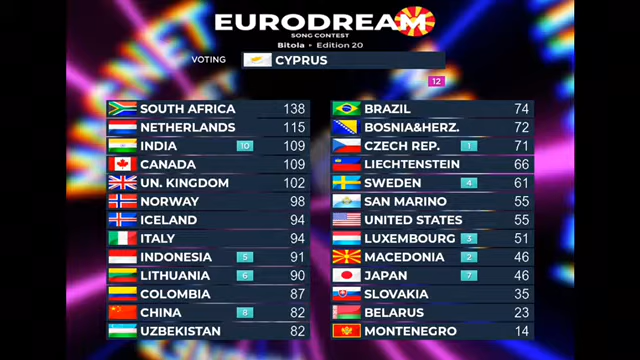 EURODREAM
SONG CONTEST
Bitola • Edition 20
VOTING CYPRUS
12
SOUTH AFRICA 138
NETHERLANDS 115
INDIA 10 109
CANADA 109
UN. KINGDOM 102
NORWAY 98
ICELAND 94
ITALY 94
INDONESIA 5 91
LITHUANIA 6 90
COLOMBIA 87
CHINA 8 82
UZBEKISTAN 82
BRAZIL 74
BOSNIA&HERZ. 72
CZECH REP. 1 71
LIECHTENSTEIN 66
SWEDEN 4 61
SAN MARINO 55
UNITED STATES 55
LUXEMBOURG 3 51
MACEDONIA 2 46
JAPAN 7 46
SLOVAKIA 35
BELARUS 23
MONTENEGRO 14